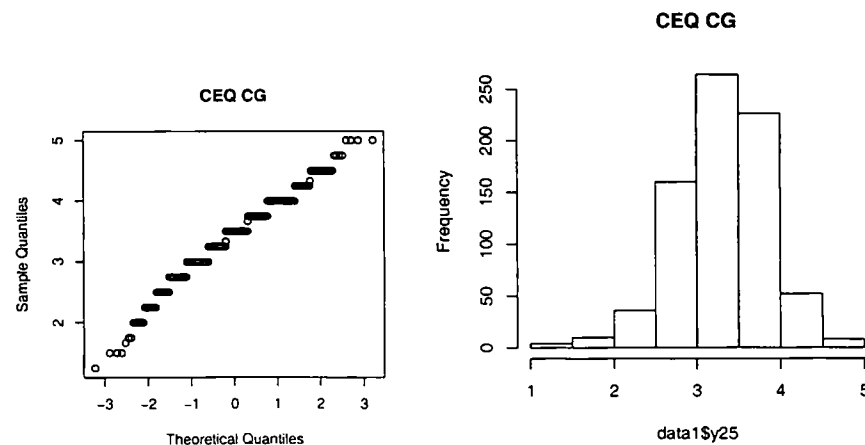 CEQ CG
Sample Quantiles
5
4
3
2
-3 -2 -1 0 1 2 3
Theoretical Quantiles
CEQ CG
Frequency
250
200
150
100
50
0
1 2 3 4 5
data1$y25